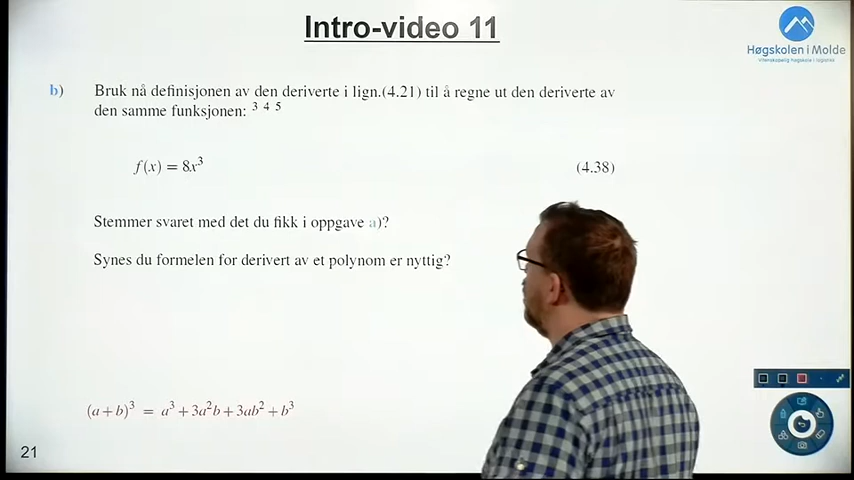 Intro-video 11
Høgskolen i Molde
Vitenskapelig høgskole i logistikk
b) Bruk nå definisjonen av den deriverte i lign.(4.21) til å regne ut den deriverte av
den samme funksjonen: 3 4 5
f(x) = 8x³ (4.38)
Stemmer svaret med det du fikk i oppgave a)?
Synes du formelen for derivert av et polynom er nyttig?
(a+b)³ = a³ + 3a²b + 3ab² + b³
21